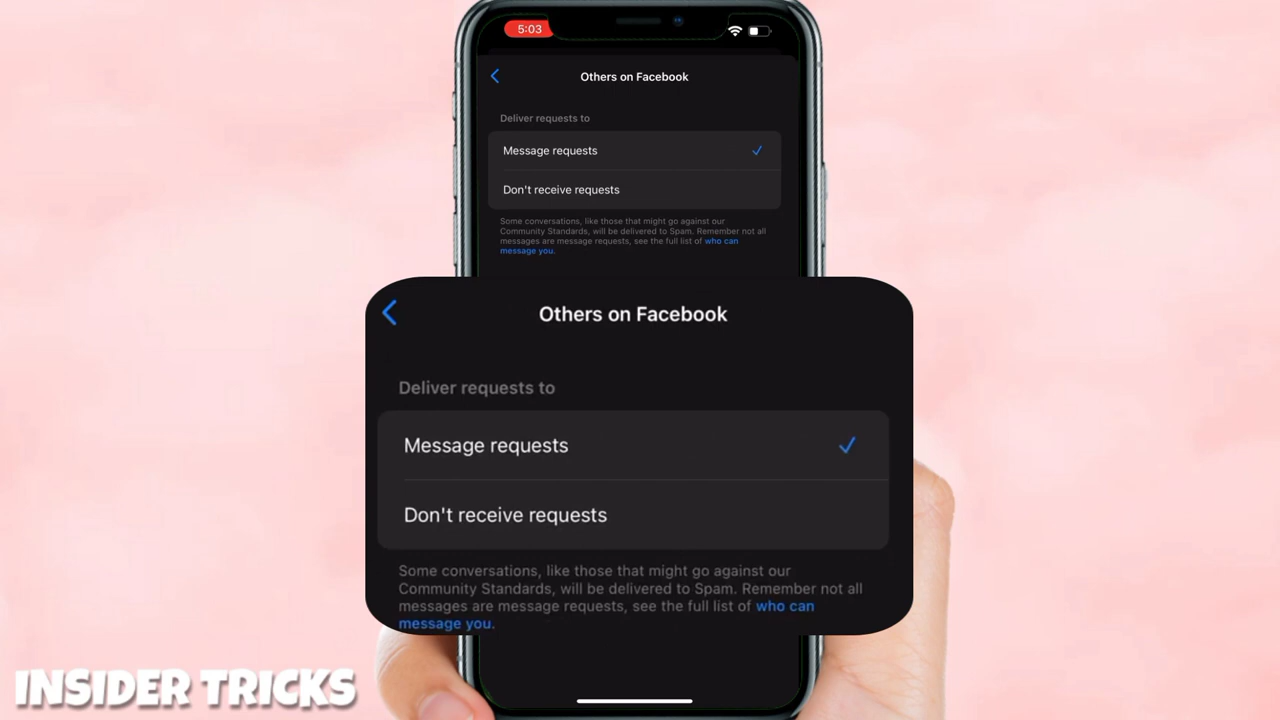 5:03
Others on Facebook
Deliver requests to
Message requests
Don't receive requests
Some conversations, like those that might go against our
Community Standards, will be delivered to Spam. Remember not all
messages are message requests, see the full list of who can
message you.
Others on Facebook
Deliver requests to
Message requests
Don't receive requests
Some conversations, like those that might go against our
Community Standards, will be delivered to Spam. Remember not all
messages are message requests, see the full list of who can
message you.
INSIDER TRICKS